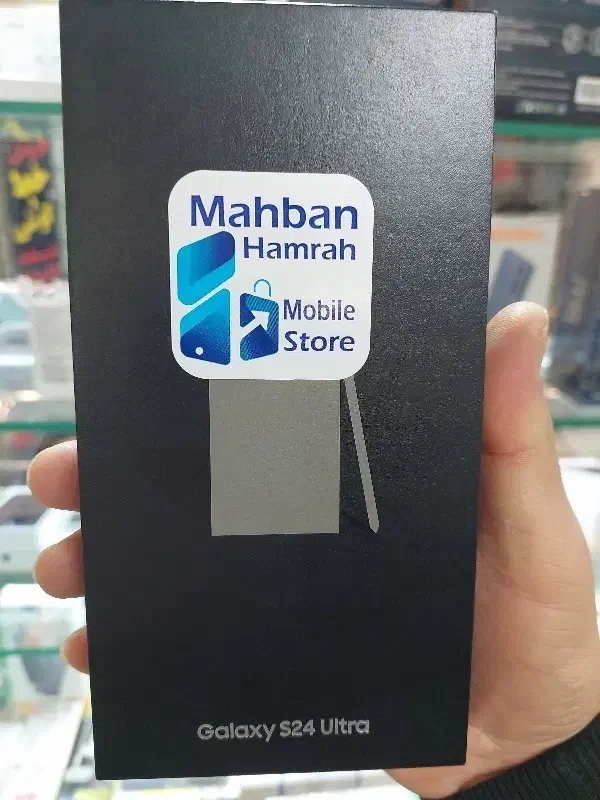 Mahban
Hamrah
Mobile
Store
Galaxy S24 Ultra